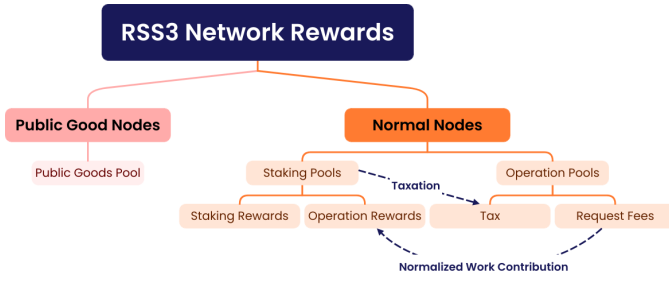 RSS3 Network Rewards
Public Good Nodes
Normal Nodes
Public Goods Pool
Staking Pools
Operation Pools
Taxation
Staking Rewards
Operation Rewards
Tax
Request Fees
Normalized Work Contribution